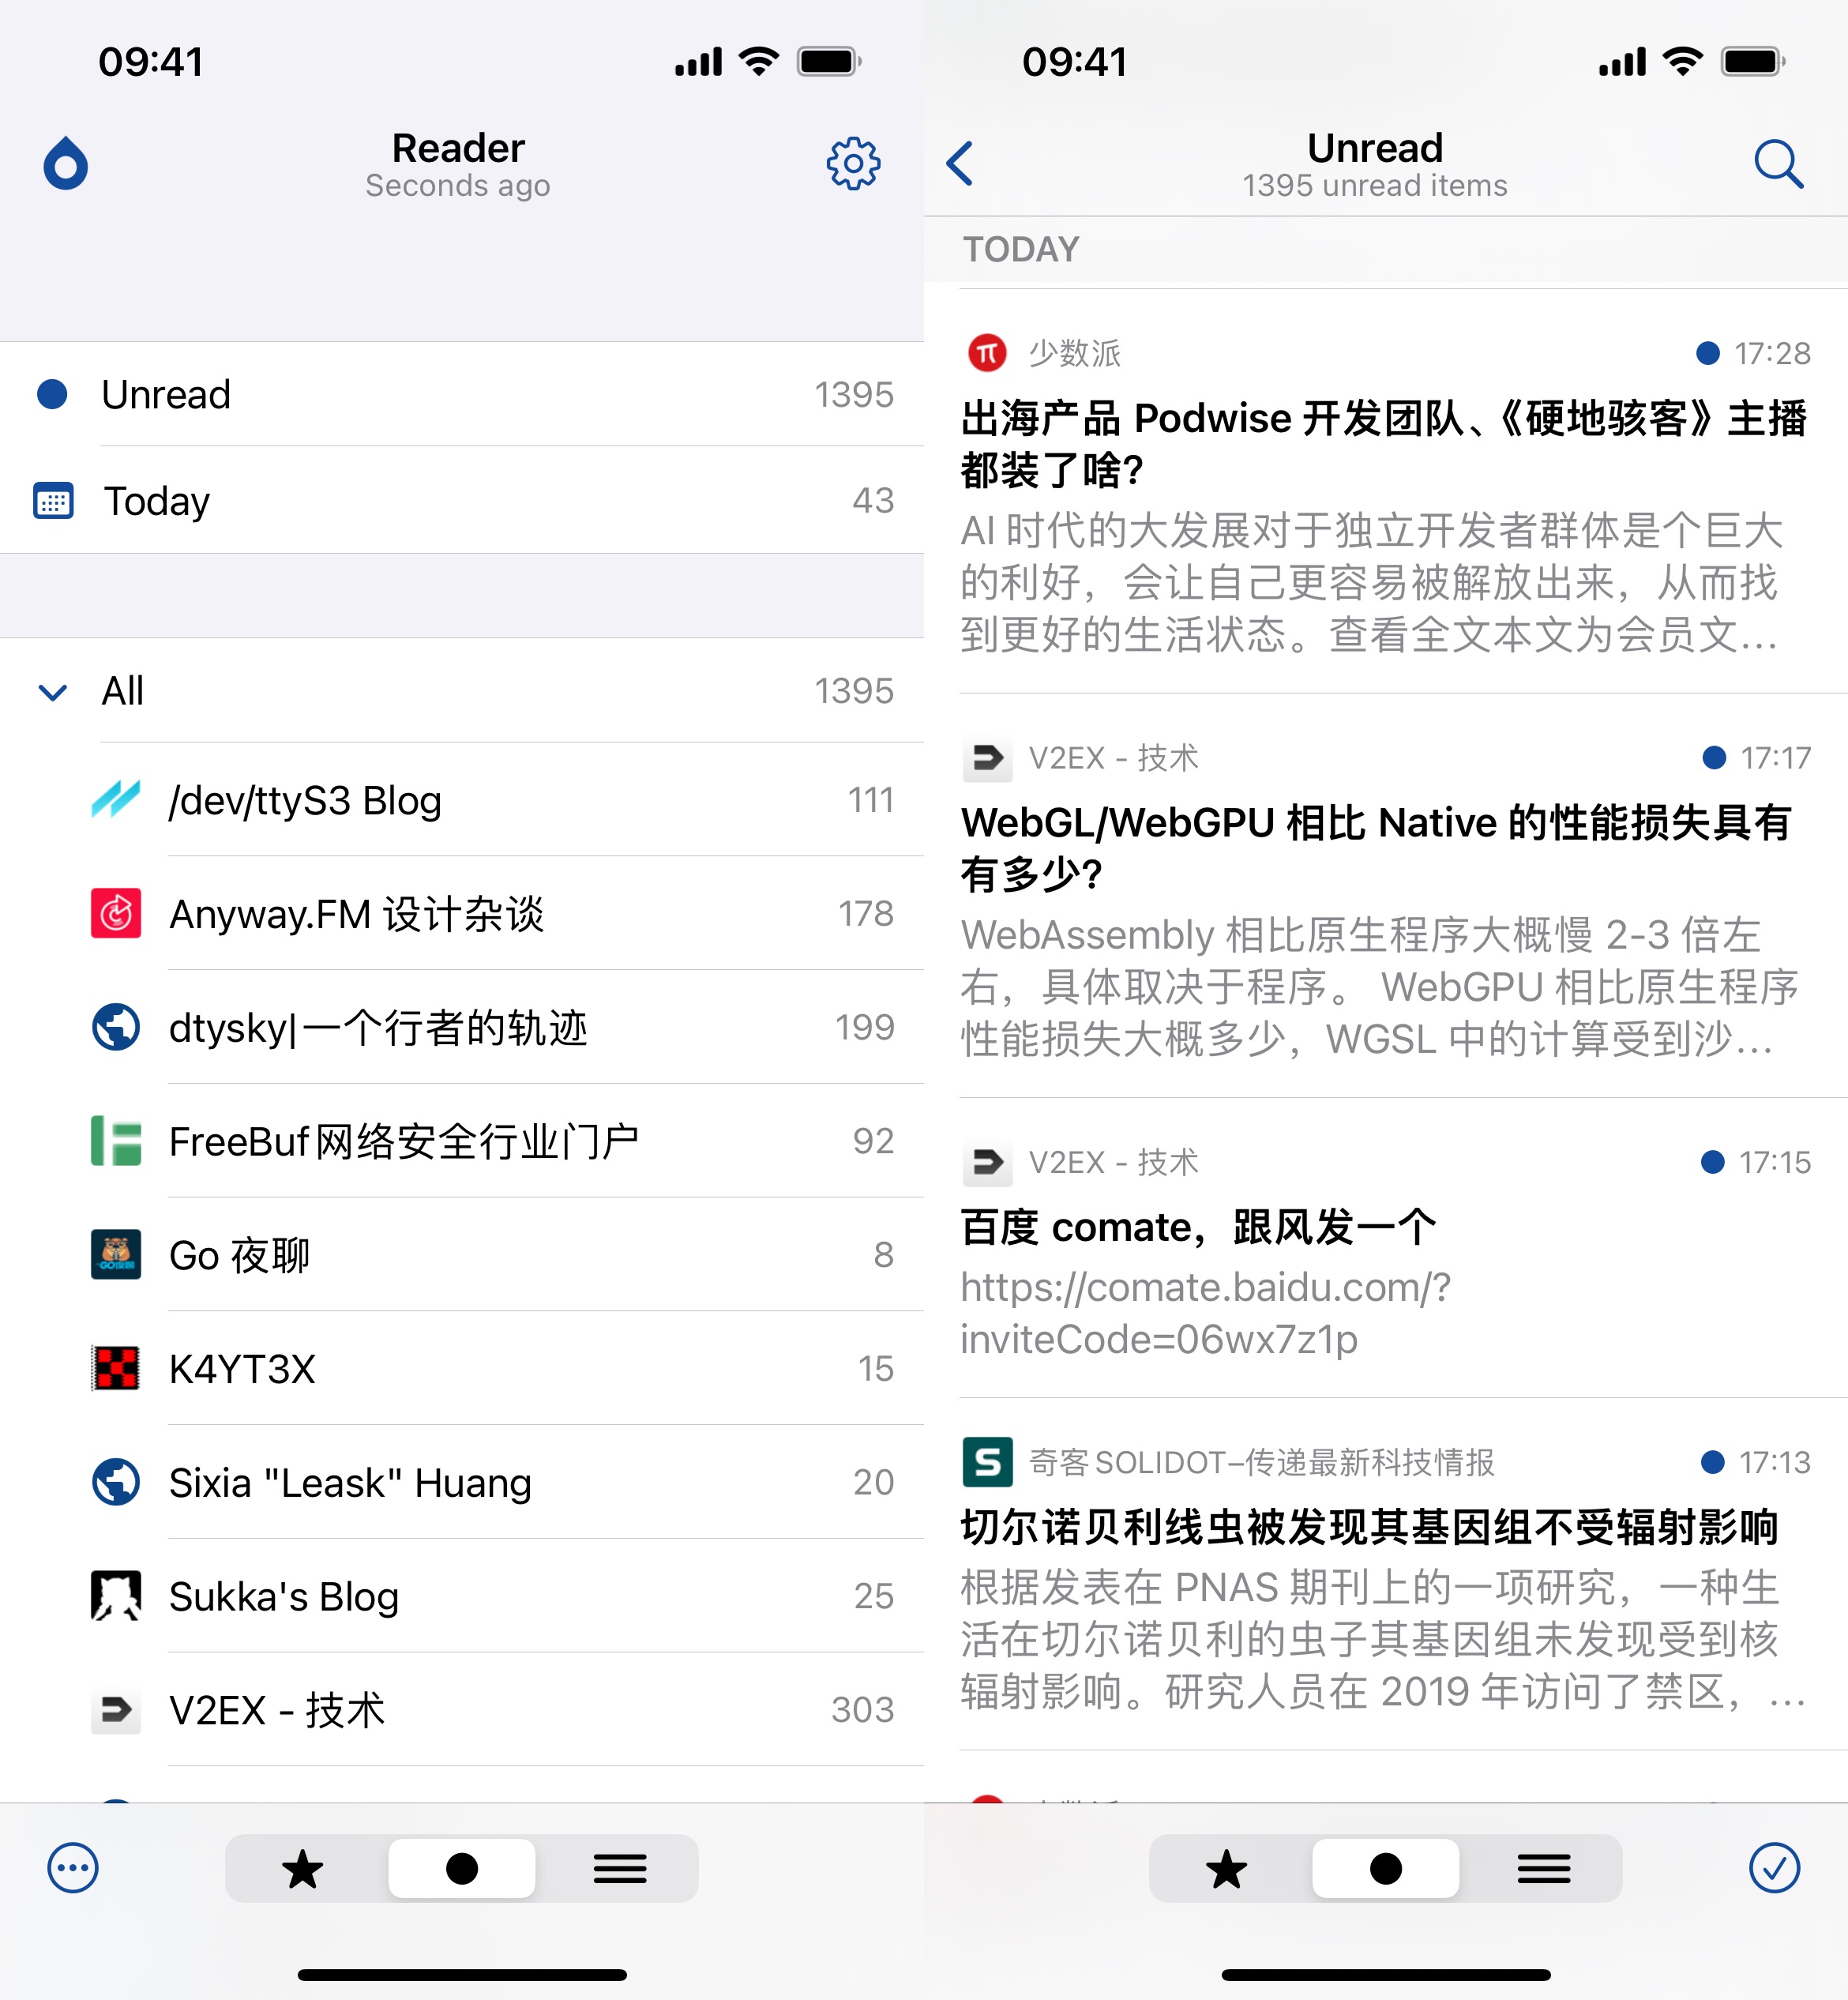 09:41
Reader
Seconds ago
Unread 1395
Today 43
All 1395
/dev/ttyS3 Blog 111
Anyway.FM 设计杂谈 178
dtysky|一个行者的轨迹 199
FreeBuf网络安全行业门户 92
Go 夜聊 8
K4YT3X 15
Sixia "Leask" Huang 20
Sukka's Blog 25
V2EX - 技术 303
09:41
Unread
1395 unread items
TODAY
少数派 17:28
出海产品 Podwise 开发团队、《硬地骇客》主播
都装了啥?
AI 时代的大发展对于独立开发者群体是个巨大
的利好，会让自己更容易被解放出来，从而找
到更好的生活状态。查看全文本文为会员文...
V2EX - 技术 17:17
WebGL/WebGPU 相比 Native 的性能损失具有
有多少?
WebAssembly 相比原生程序大概慢 2-3 倍左
右，具体取决于程序。 WebGPU 相比原生程序
性能损失大概多少，WGSL 中的计算受到沙...
V2EX - 技术 17:15
百度 comate，跟风发一个
https://comate.baidu.com/?
inviteCode=06wx7z1p
奇客SOLIDOT–传递最新科技情报 17:13
切尔诺贝利线虫被发现其基因组不受辐射影响
根据发表在 PNAS 期刊上的一项研究，一种生
活在切尔诺贝利的虫子其基因组未发现受到核
辐射影响。研究人员在 2019 年访问了禁区，...